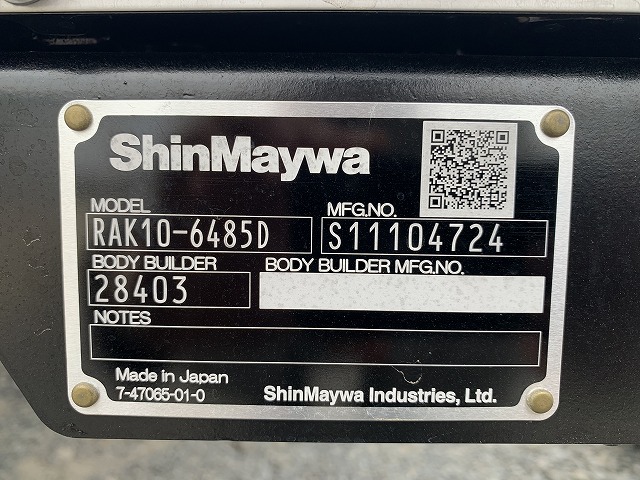 ShinMaywa
MODEL
MFG.NO.
RAK10-6485D
S11104724
BODY BUILDER
BODY BUILDER MFG.NO.
28403
NOTES
Made in Japan
7-47065-01-0
ShinMaywa Industries, Ltd.